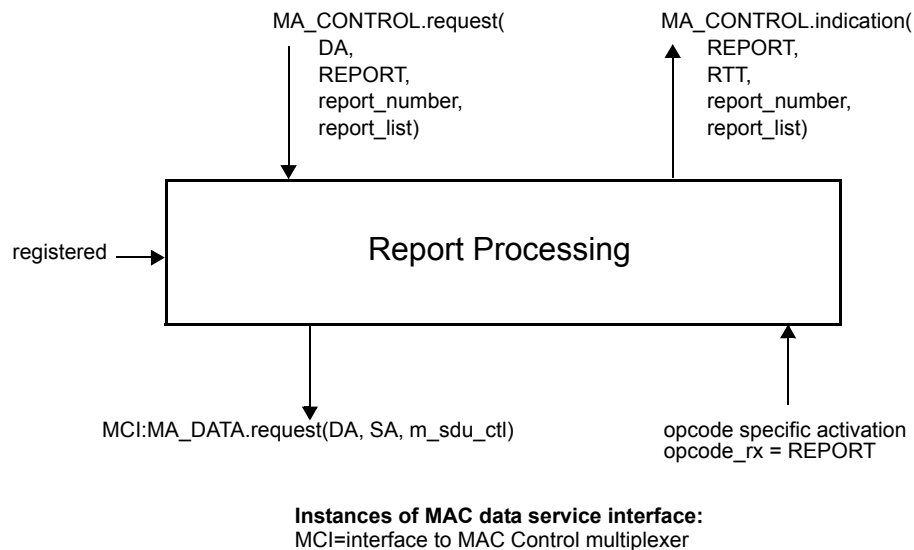 MA_CONTROL.request(
DA,
REPORT,
report_number,
report_list)
MA_CONTROL.indication(
REPORT,
RTT,
report_number,
report_list)
registered
Report Processing
MCI:MA_DATA.request(DA, SA, m_sdu_ctl)
opcode specific activation
opcode_rx = REPORT
Instances of MAC data service interface:
MCI=interface to MAC Control multiplexer